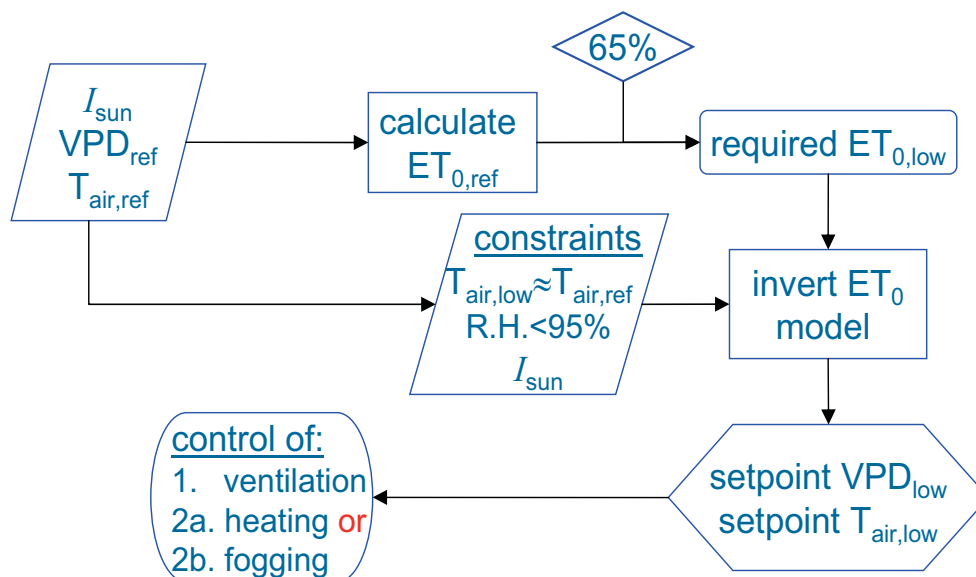 65%
I_sun
VPD_ref
T_air,ref
calculate
ET_0,ref
required ET_0,low
constraints
T_air,low≈T_air,ref
R.H.<95%
I_sun
invert ET_0
model
control of:
1. ventilation
2a. heating or
2b. fogging
setpoint VPD_low
setpoint T_air,low